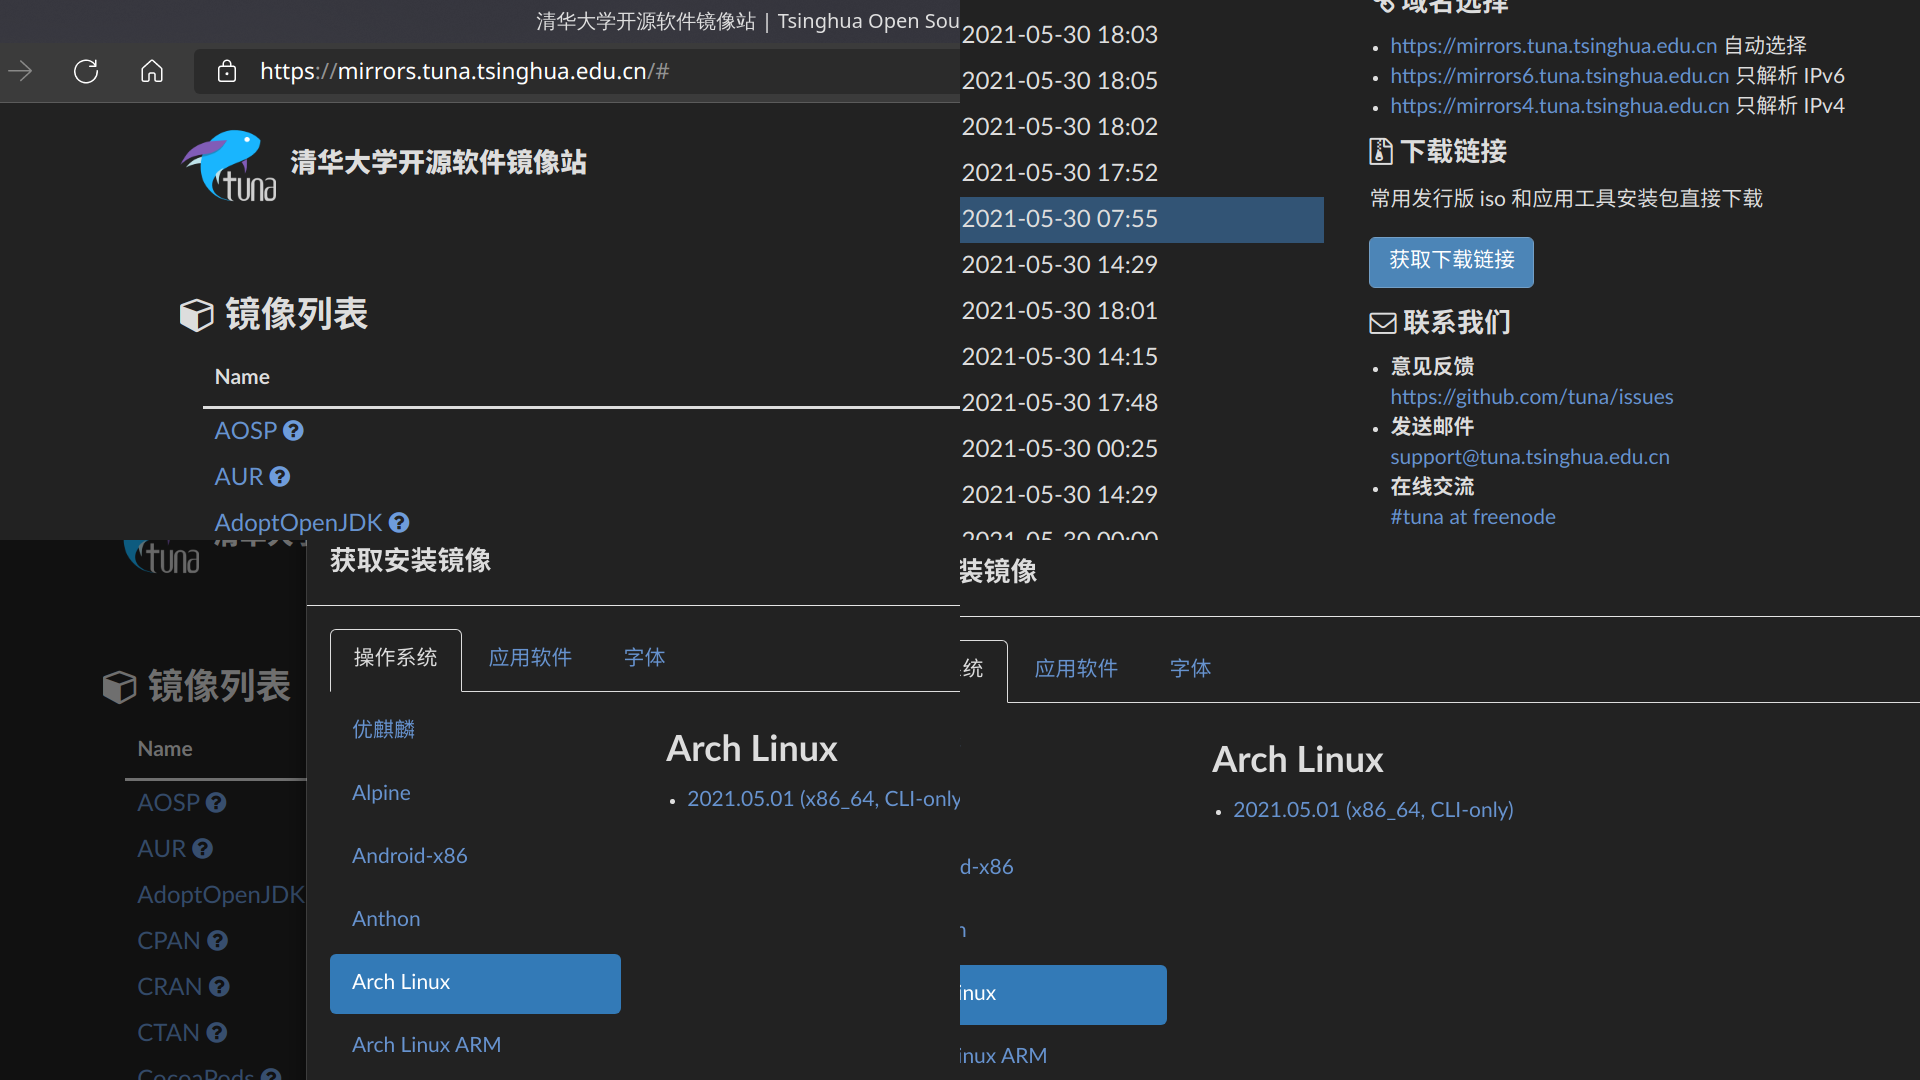 清华大学开源软件镜像站 | Tsinghua Open Sou
https://mirrors.tuna.tsinghua.edu.cn/#
tuna
清华大学开源软件镜像站
镜像列表
Name
AOSP
AUR
AdoptOpenJDK
2021-05-30 18:03
2021-05-30 18:05
2021-05-30 18:02
2021-05-30 17:52
2021-05-30 07:55
2021-05-30 14:29
2021-05-30 18:01
2021-05-30 14:15
2021-05-30 17:48
2021-05-30 00:25
2021-05-30 14:29
2021-05-30 00:00
域名选择
https://mirrors.tuna.tsinghua.edu.cn 自动选择
https://mirrors6.tuna.tsinghua.edu.cn 只解析 IPv6
https://mirrors4.tuna.tsinghua.edu.cn 只解析 IPv4
下载链接
常用发行版 iso 和应用工具安装包直接下载
获取下载链接
联系我们
意见反馈
https://github.com/tuna/issues
发送邮件
support@tuna.tsinghua.edu.cn
在线交流
#tuna at freenode
tuna
镜像列表
Name
AOSP
AUR
AdoptOpenJDK
CPAN
CRAN
CTAN
CocoaPods
获取安装镜像
操作系统 应用软件 字体
优麒麟
Alpine
Android-x86
Anthon
Arch Linux
Arch Linux ARM
Arch Linux
2021.05.01 (x86_64, CLI-only
装镜像
统 应用软件 字体
d-x86
n
inux
inux ARM
Arch Linux
2021.05.01 (x86_64, CLI-only)